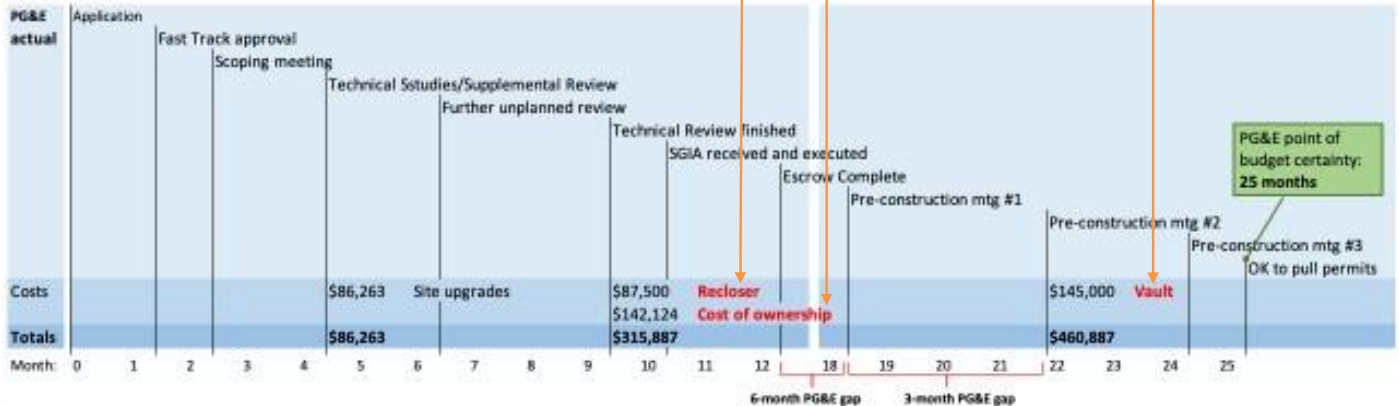 PG&E actual
Application
Fast Track approval
Scoping meeting
Technical Sstudies/Supplemental Review
Further unplanned review
Technical Review finished
SGIA received and executed
Escrow Complete
Pre-construction mtg #1
Pre-construction mtg #2
Pre-construction mtg #3
OK to pull permits
PG&E point of
budget certainty:
25 months
Costs $86,263 Site upgrades $87,500 Recloser $145,000 Vault
$142,124 Cost of ownership
Totals $86,263 $315,887 $460,887
Month: 0 1 2 3 4 5 6 7 8 9 10 11 12 18 19 20 21 22 23 24 25
6-month PG&E gap 3-month PG&E gap